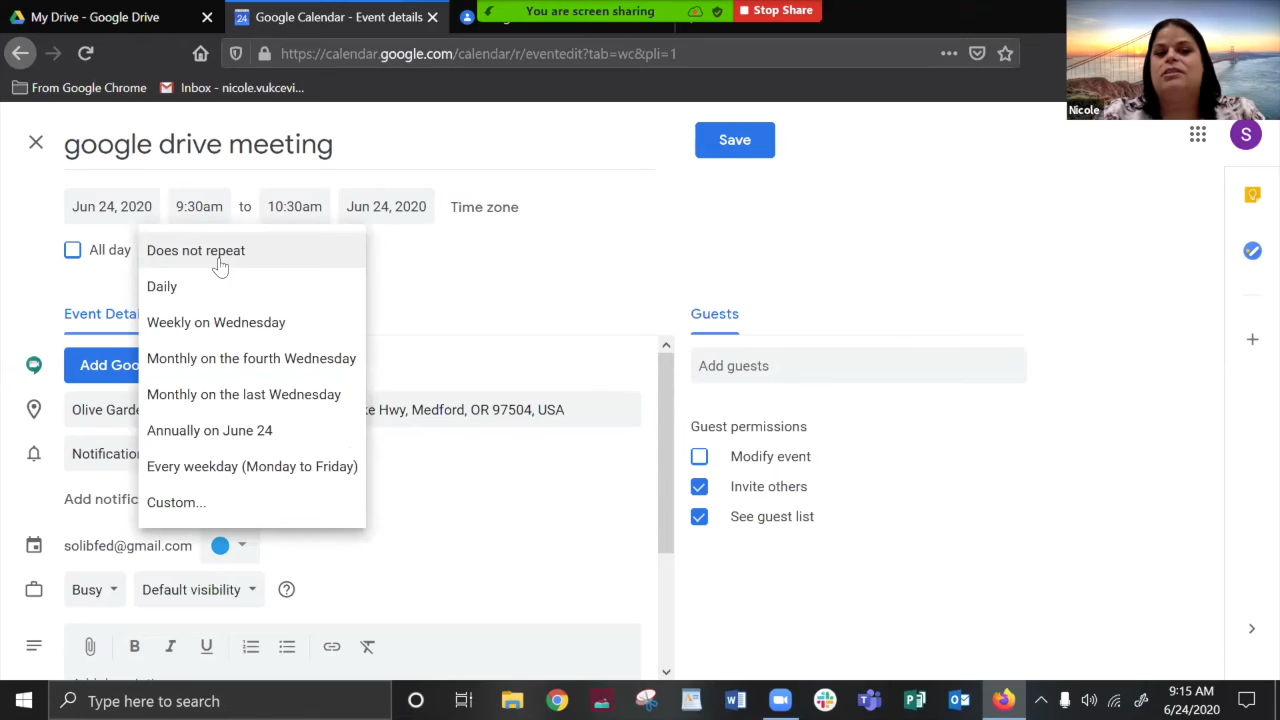 My Drive - Google Drive
24
Google Calendar - Event details
You are screen sharing
Stop Share
https://calendar.google.com/calendar/r/eventedit?tab=wc&pli=1
From Google Chrome
Inbox - nicole.vukcevi...
Nicole
google drive meeting
Save
S
Jun 24, 2020
9:30am
to
10:30am
Jun 24, 2020
Time zone
All day
Does not repeat
Daily
Weekly on Wednesday
Monthly on the fourth Wednesday
Monthly on the last Wednesday
Annually on June 24
Every weekday (Monday to Friday)
Custom...
Event Detai
Guests
Add Goo
Add guests
Olive Garde
ke Hwy, Medford, OR 97504, USA
Guest permissions
Notification
Modify event
Invite others
Add notific
See guest list
solibfed@gmail.com
Busy
Default visibility
B
I
U
Type here to search
9:15 AM
6/24/2020